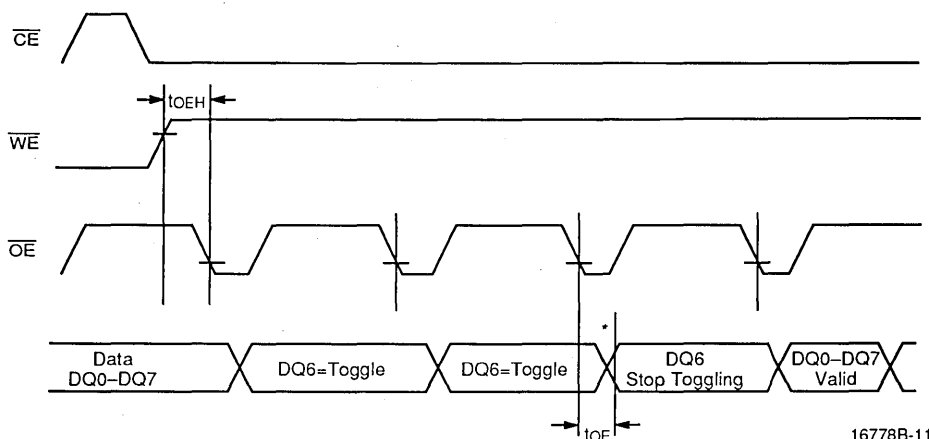 CE
tOEH
WE
OE
*
Data
DQ0–DQ7
DQ6=Toggle
DQ6=Toggle
DQ6
Stop Toggling
DQ0–DQ7
Valid
tOE
16778B-11